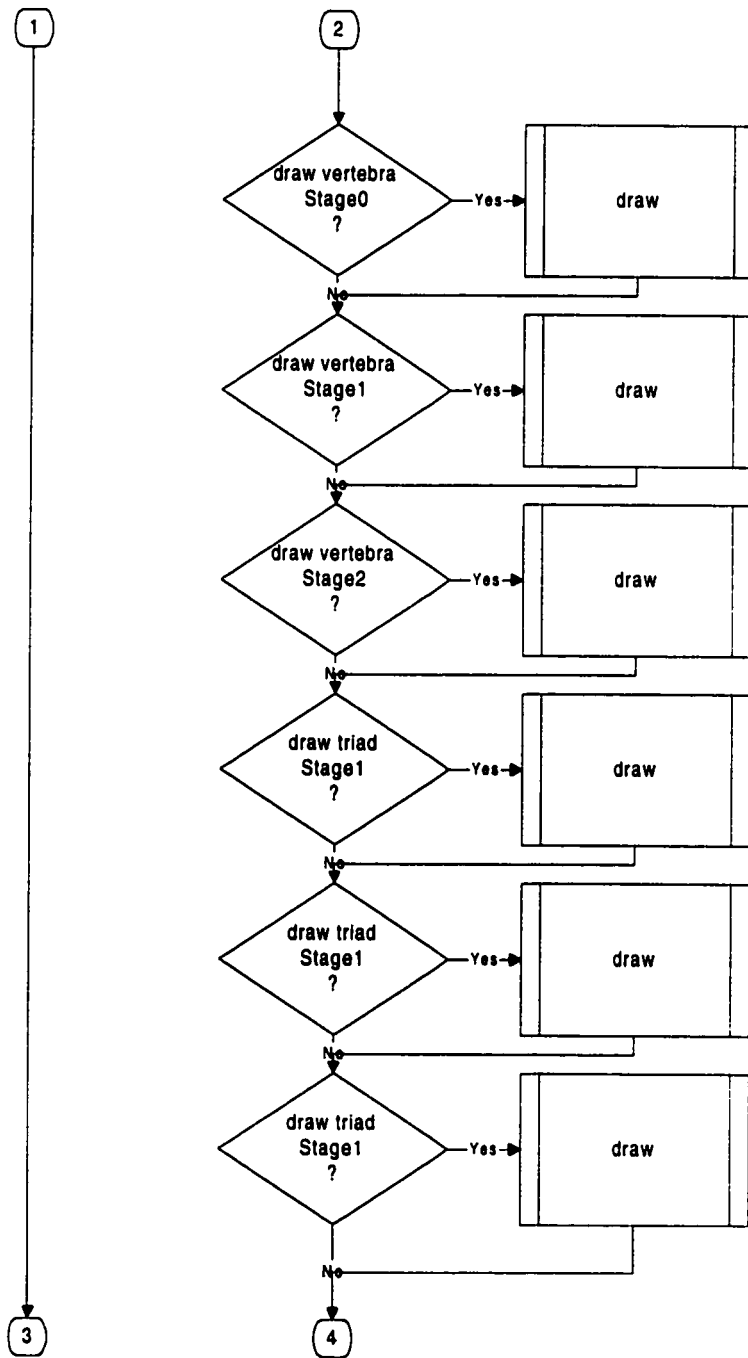 1
2
draw vertebra
Stage0
?
Yes
draw
No
draw vertebra
Stage1
?
Yes
draw
No
draw vertebra
Stage2
?
Yes
draw
No
draw triad
Stage1
?
Yes
draw
No
draw triad
Stage1
?
Yes
draw
No
draw triad
Stage1
?
Yes
draw
No
3
4